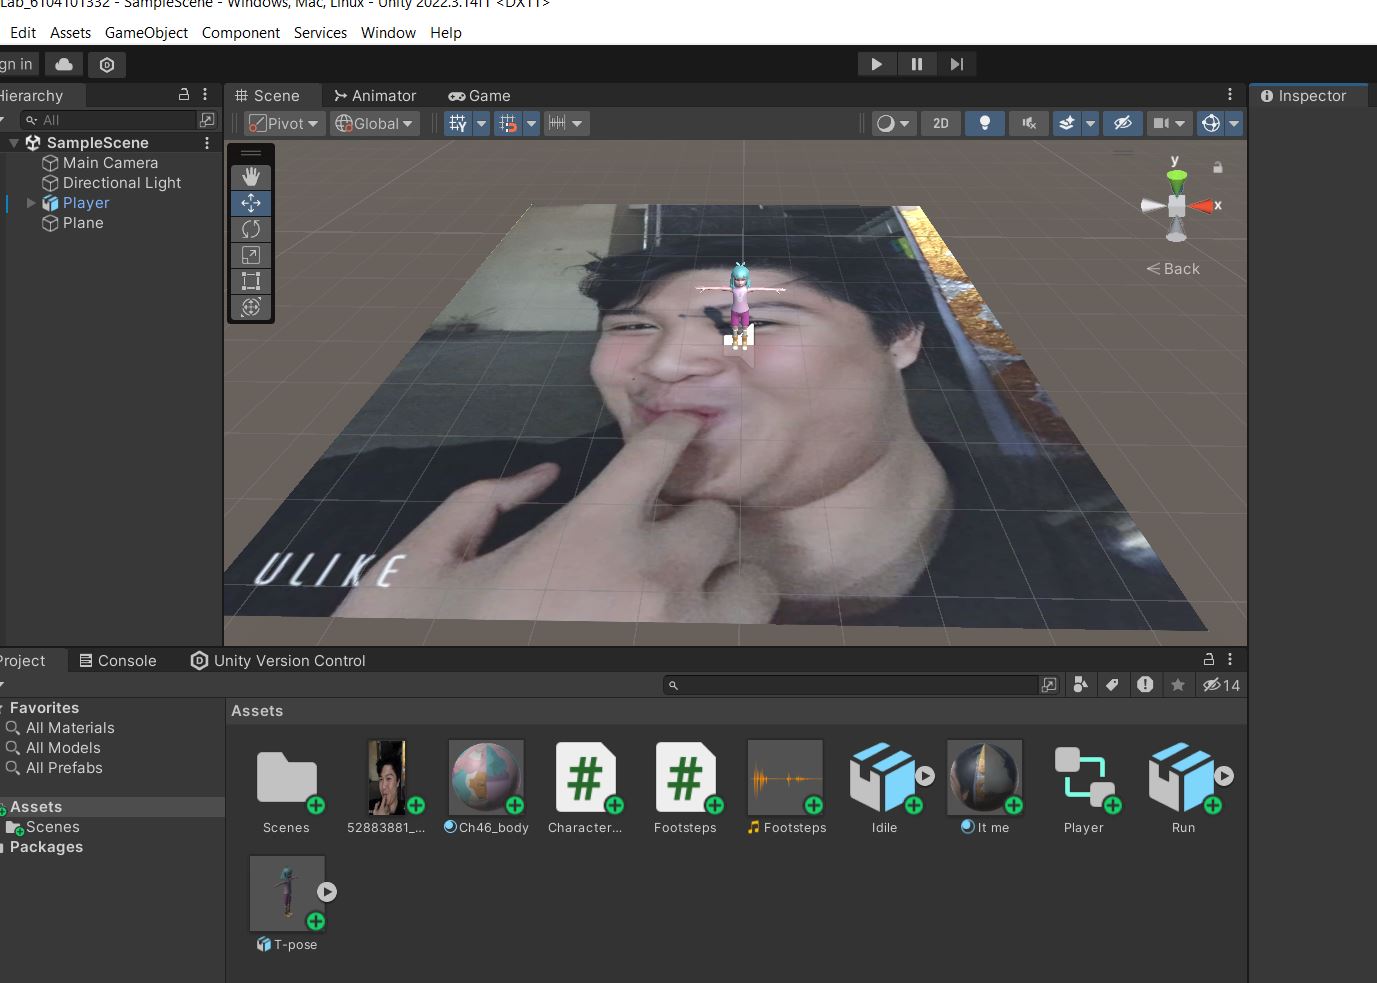 Lab_6104101332 - SampleScene - Windows, Mac, Linux - Unity 2022.3.14f1 <DX11>
Edit Assets GameObject Component Services Window Help
gn in
Hierarchy
Scene Animator Game
Inspector
All
Pivot Global
2D
SampleScene
Main Camera
Directional Light
Player
Plane
y
x
Back
ULIKE
Project Console Unity Version Control
14
Favorites
All Materials
All Models
All Prefabs
Assets
Scenes
Packages
Assets
Scenes 52883881_... Ch46_body Character... Footsteps Footsteps Idile It me Player Run
T-pose